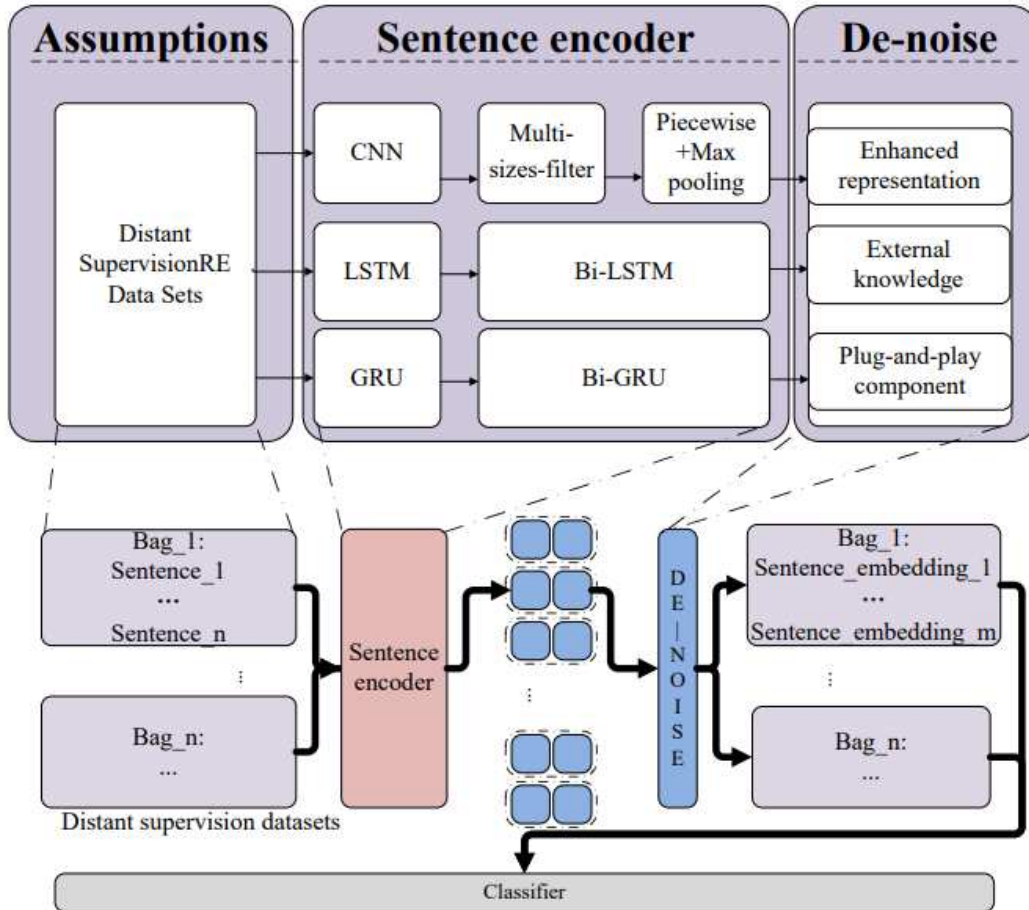 Assumptions
Sentence encoder
De-noise
Distant
SupervisionRE
Data Sets
CNN
Multi-
sizes-filter
Piecewise
+Max
pooling
Enhanced
representation
LSTM
Bi-LSTM
External
knowledge
GRU
Bi-GRU
Plug-and-play
component
Bag_1:
Sentence_1
...
Sentence_n
...
Bag_n:
...
Distant supervision datasets
Sentence
encoder
...
D
E
|
N
O
I
S
E
Bag_1:
Sentence_embedding_1
...
Sentence_embedding_m
...
Bag_n:
...
Classifier